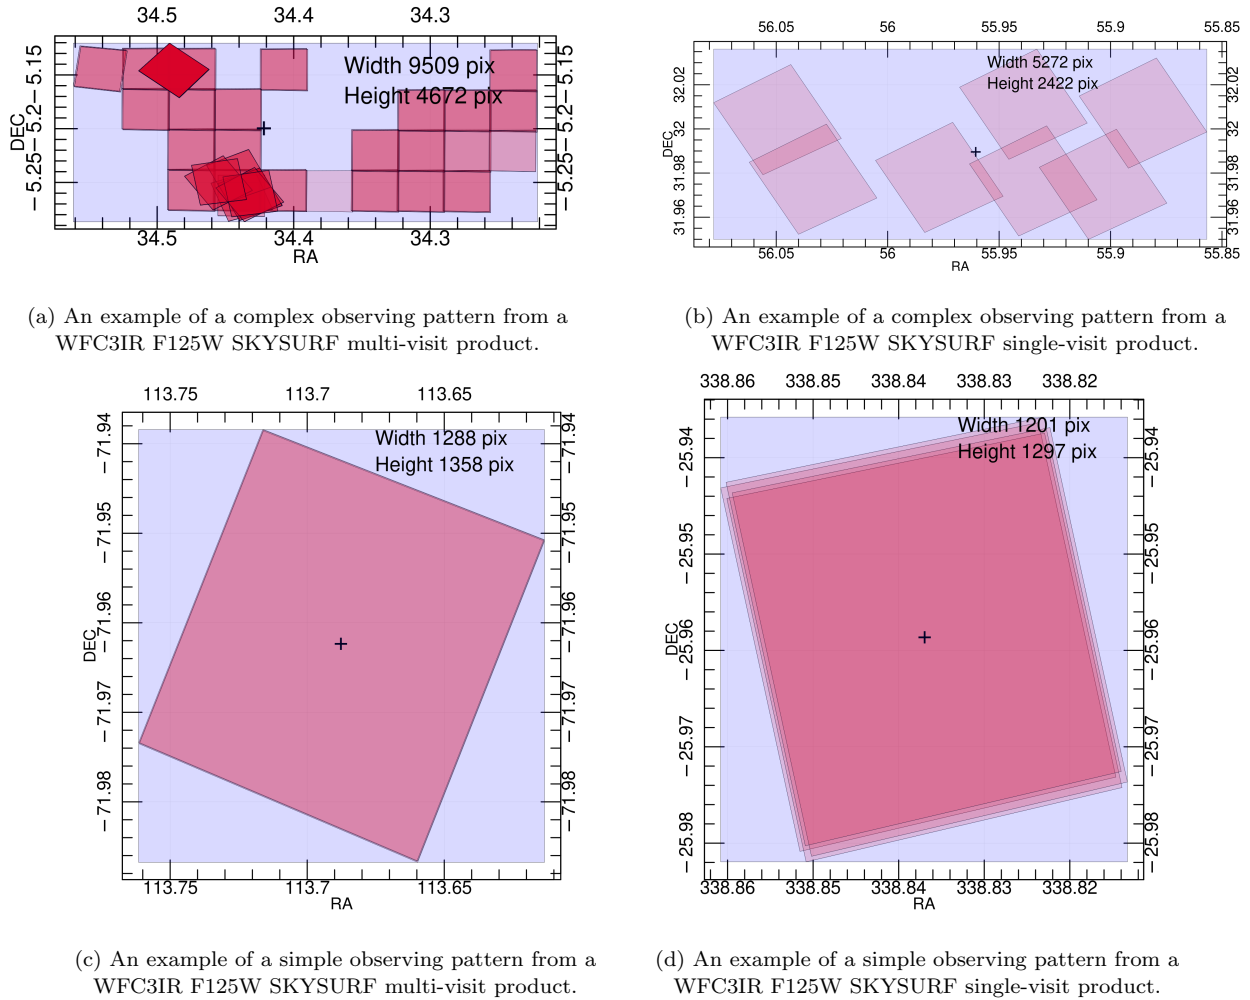 34.5 34.4 34.3
Width 9509 pix
Height 4672 pix
DEC
−5.15 −5.2 −5.25
−5.15 −5.2 −5.25
34.5 34.4 34.3
RA
(a) An example of a complex observing pattern from a
WFC3IR F125W SKYSURF multi-visit product.
56.05 56 55.95 55.9 55.85
Width 5272 pix
Height 2422 pix
DEC
32.02 32 31.98 31.96
32.02 32 31.98 31.96
56.05 56 55.95 55.9 55.85
RA
(b) An example of a complex observing pattern from a
WFC3IR F125W SKYSURF single-visit product.
113.75 113.7 113.65
Width 1288 pix
Height 1358 pix
DEC
−71.94 −71.95 −71.96 −71.97 −71.98
−71.94 −71.95 −71.96 −71.97 −71.98
113.75 113.7 113.65
RA
(c) An example of a simple observing pattern from a
WFC3IR F125W SKYSURF multi-visit product.
338.86 338.85 338.84 338.83 338.82
Width 1201 pix
Height 1297 pix
DEC
−25.94 −25.95 −25.96 −25.97 −25.98
−25.94 −25.95 −25.96 −25.97 −25.98
338.86 338.85 338.84 338.83 338.82
RA
(d) An example of a simple observing pattern from a
WFC3IR F125W SKYSURF single-visit product.